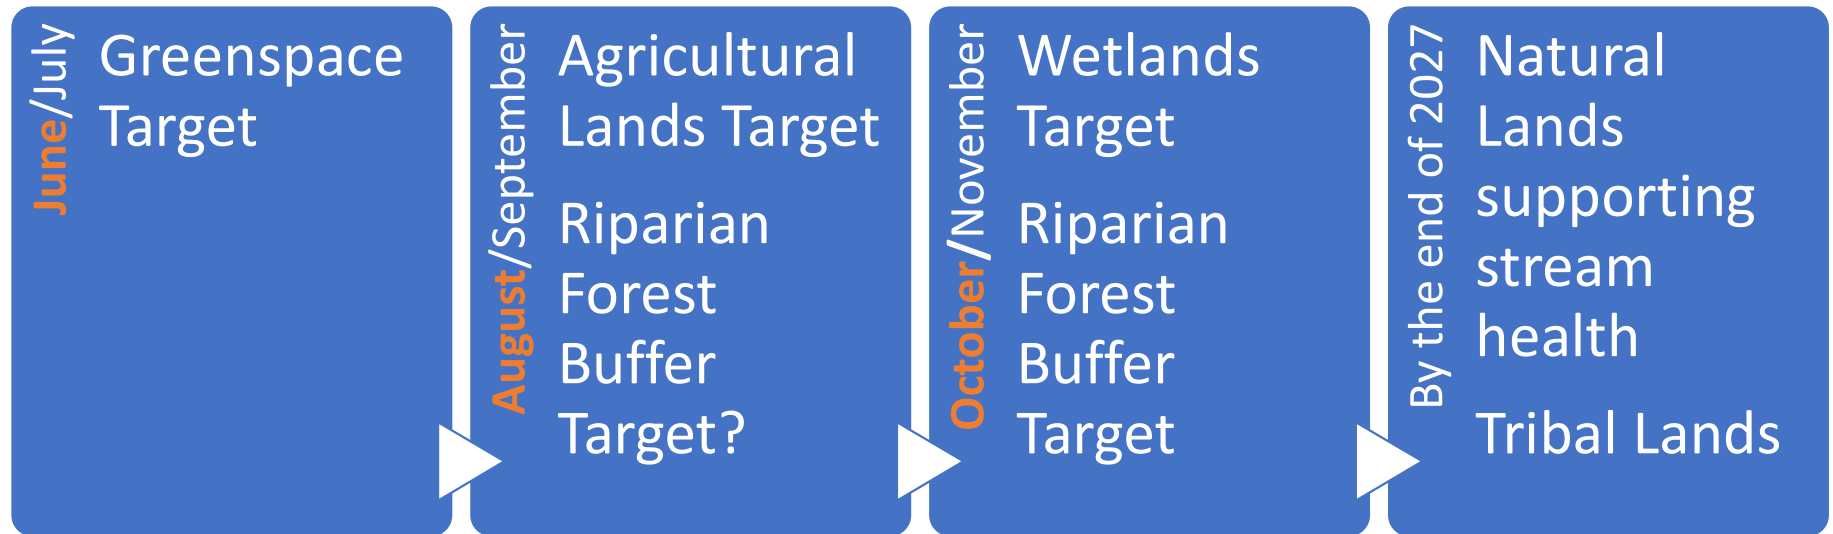 June/July
Greenspace
Target
August/September
Agricultural
Lands Target
Riparian
Forest
Buffer
Target?
October/November
Wetlands
Target
Riparian
Forest
Buffer
Target
By the end of 2027
Natural
Lands
supporting
stream
health
Tribal Lands